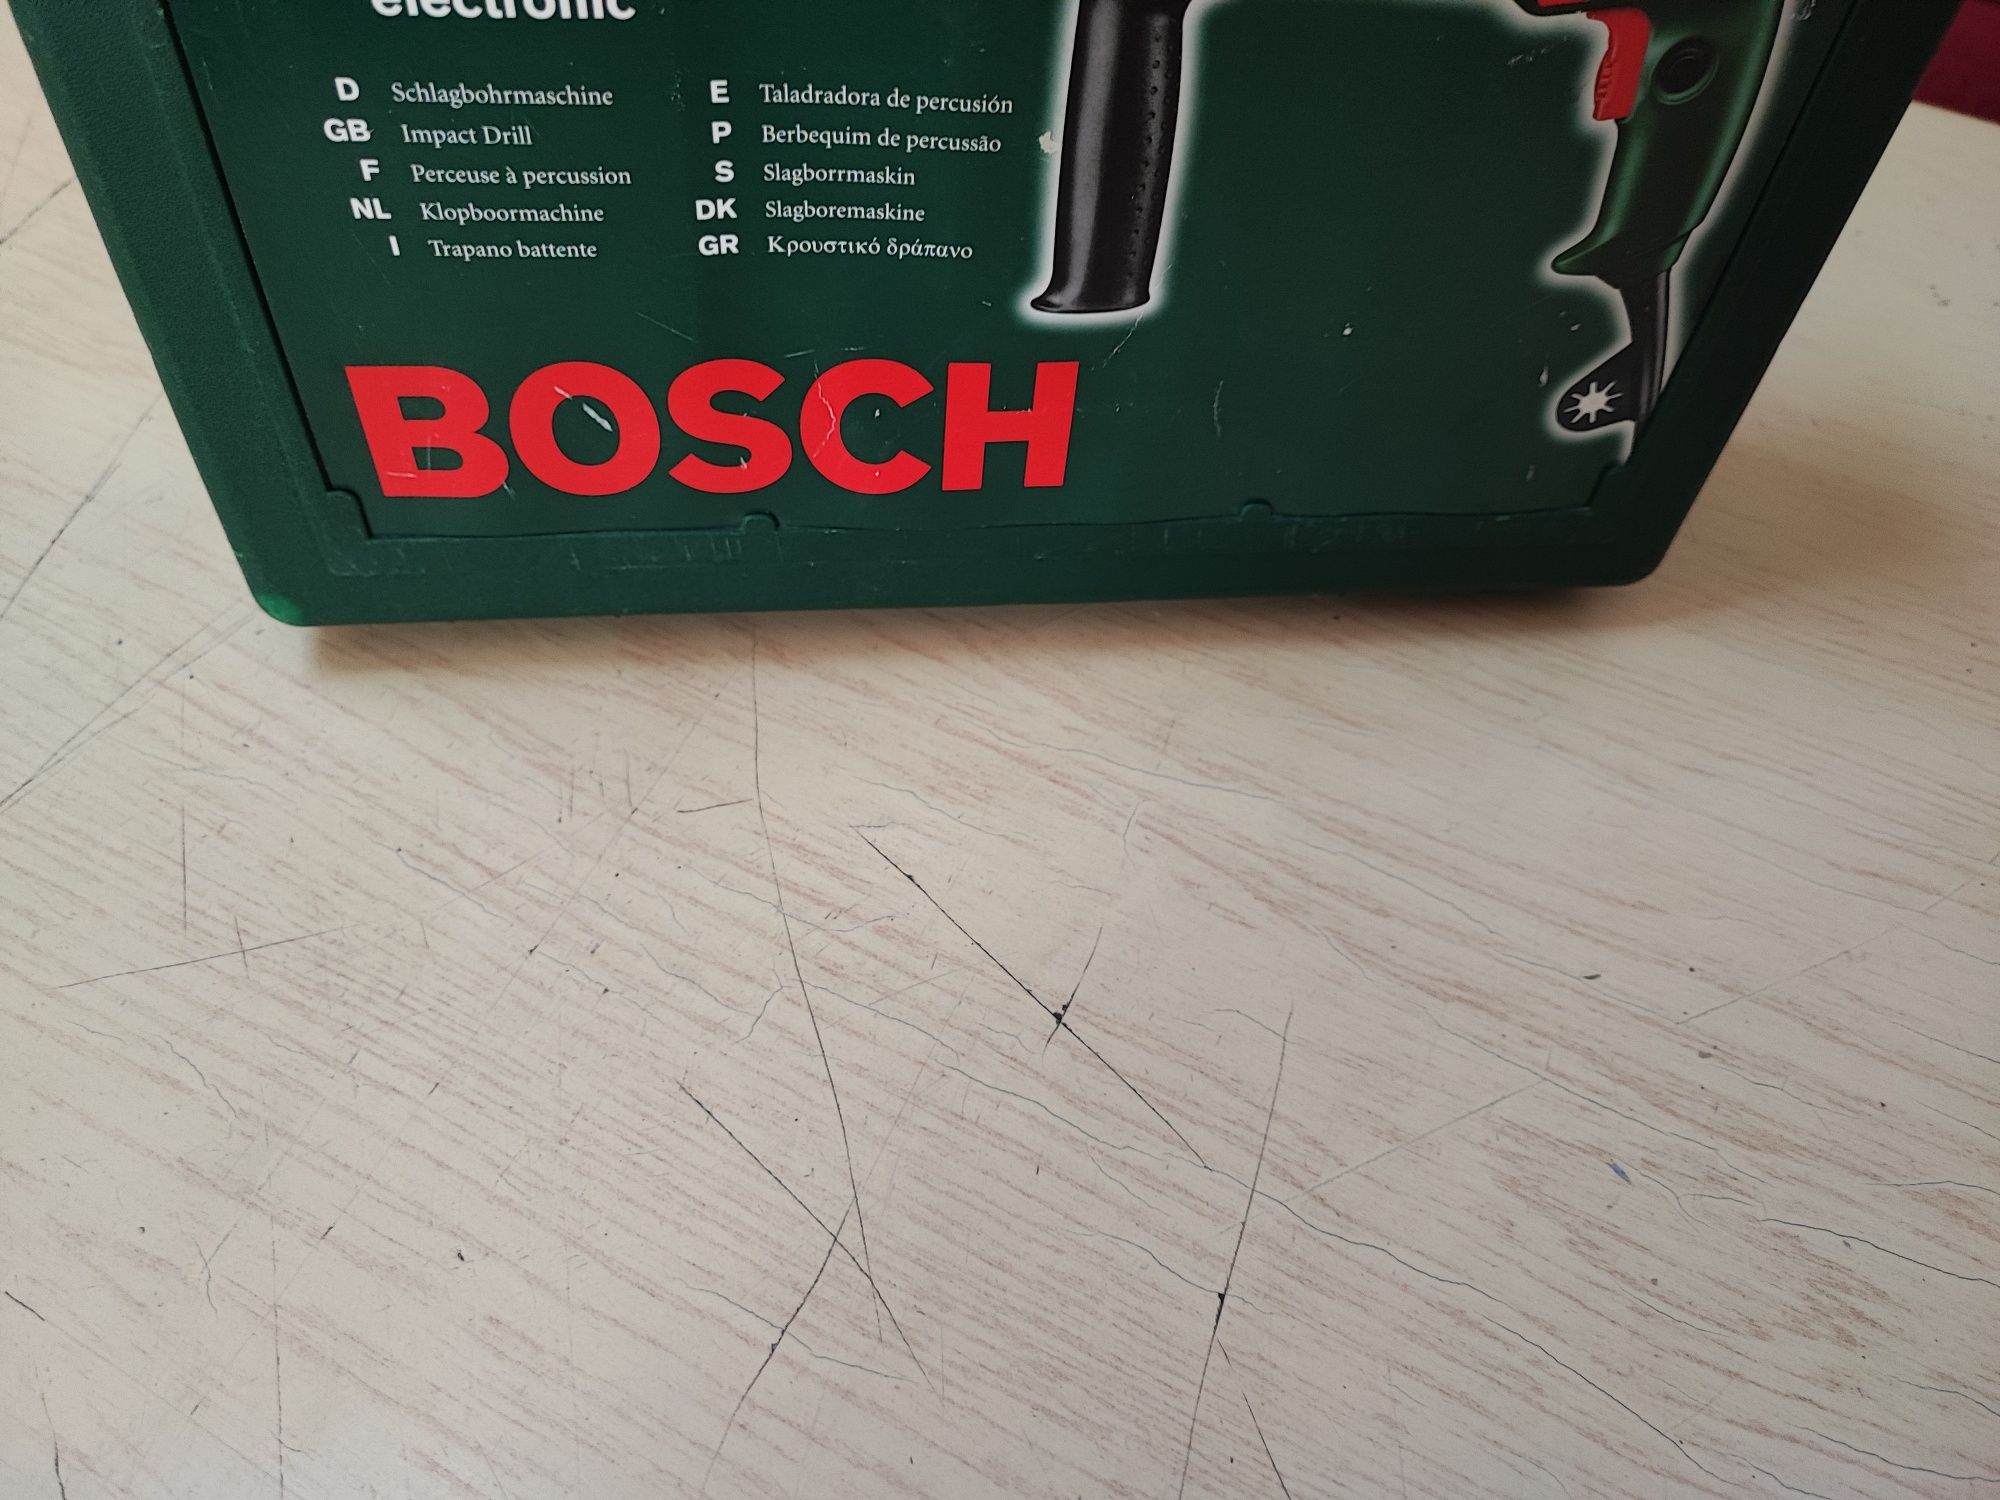 electronic
D Schlagbohrmaschine
GB Impact Drill
F Perceuse à percussion
NL Klopboormachine
I Trapano battente
E Taladradora de percusión
P Berbequim de percussão
S Slagborrmaskin
DK Slagboremaskine
GR Κρουστικό δράπανο
BOSCH